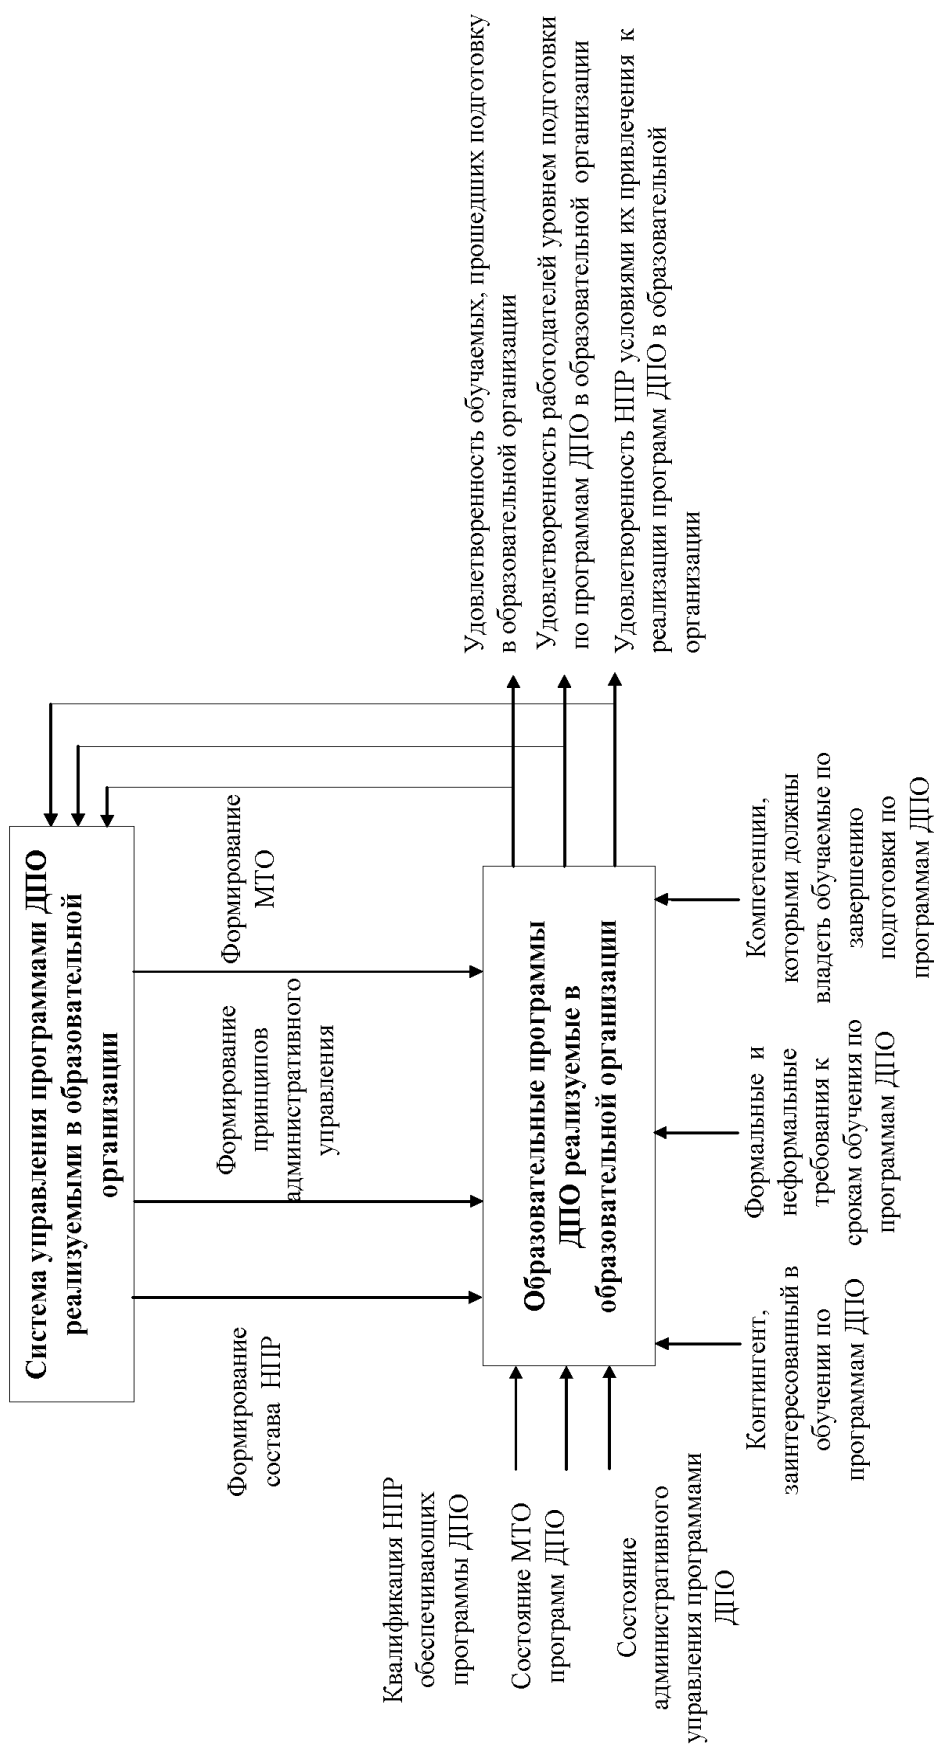 Система управления программами ДПО
реализуемыми в образовательной
организации
Формирование
состава НПР
Формирование
принципов
административного
управления
Формирование
МТО
Квалификация НПР
обеспечивающих
программы ДПО
Состояние МТО
программ ДПО
Состояние
административного
управления программами
ДПО
Образовательные программы
ДПО реализуемые в
образовательной организации
Удовлетворенность обучаемых, прошедших подготовку
в образовательной организации
Удовлетворенность работодателей уровнем подготовки
по программам ДПО в образовательной организации
Удовлетворенность НПР условиями их привлечения к
реализации программ ДПО в образовательной
организации
Контингент,
заинтересованный в
обучении по
программам ДПО
Формальные и
неформальные
требования к
срокам обучения по
программам ДПО
Компетенции,
которыми должны
владеть обучаемые по
завершению
подготовки по
программам ДПО